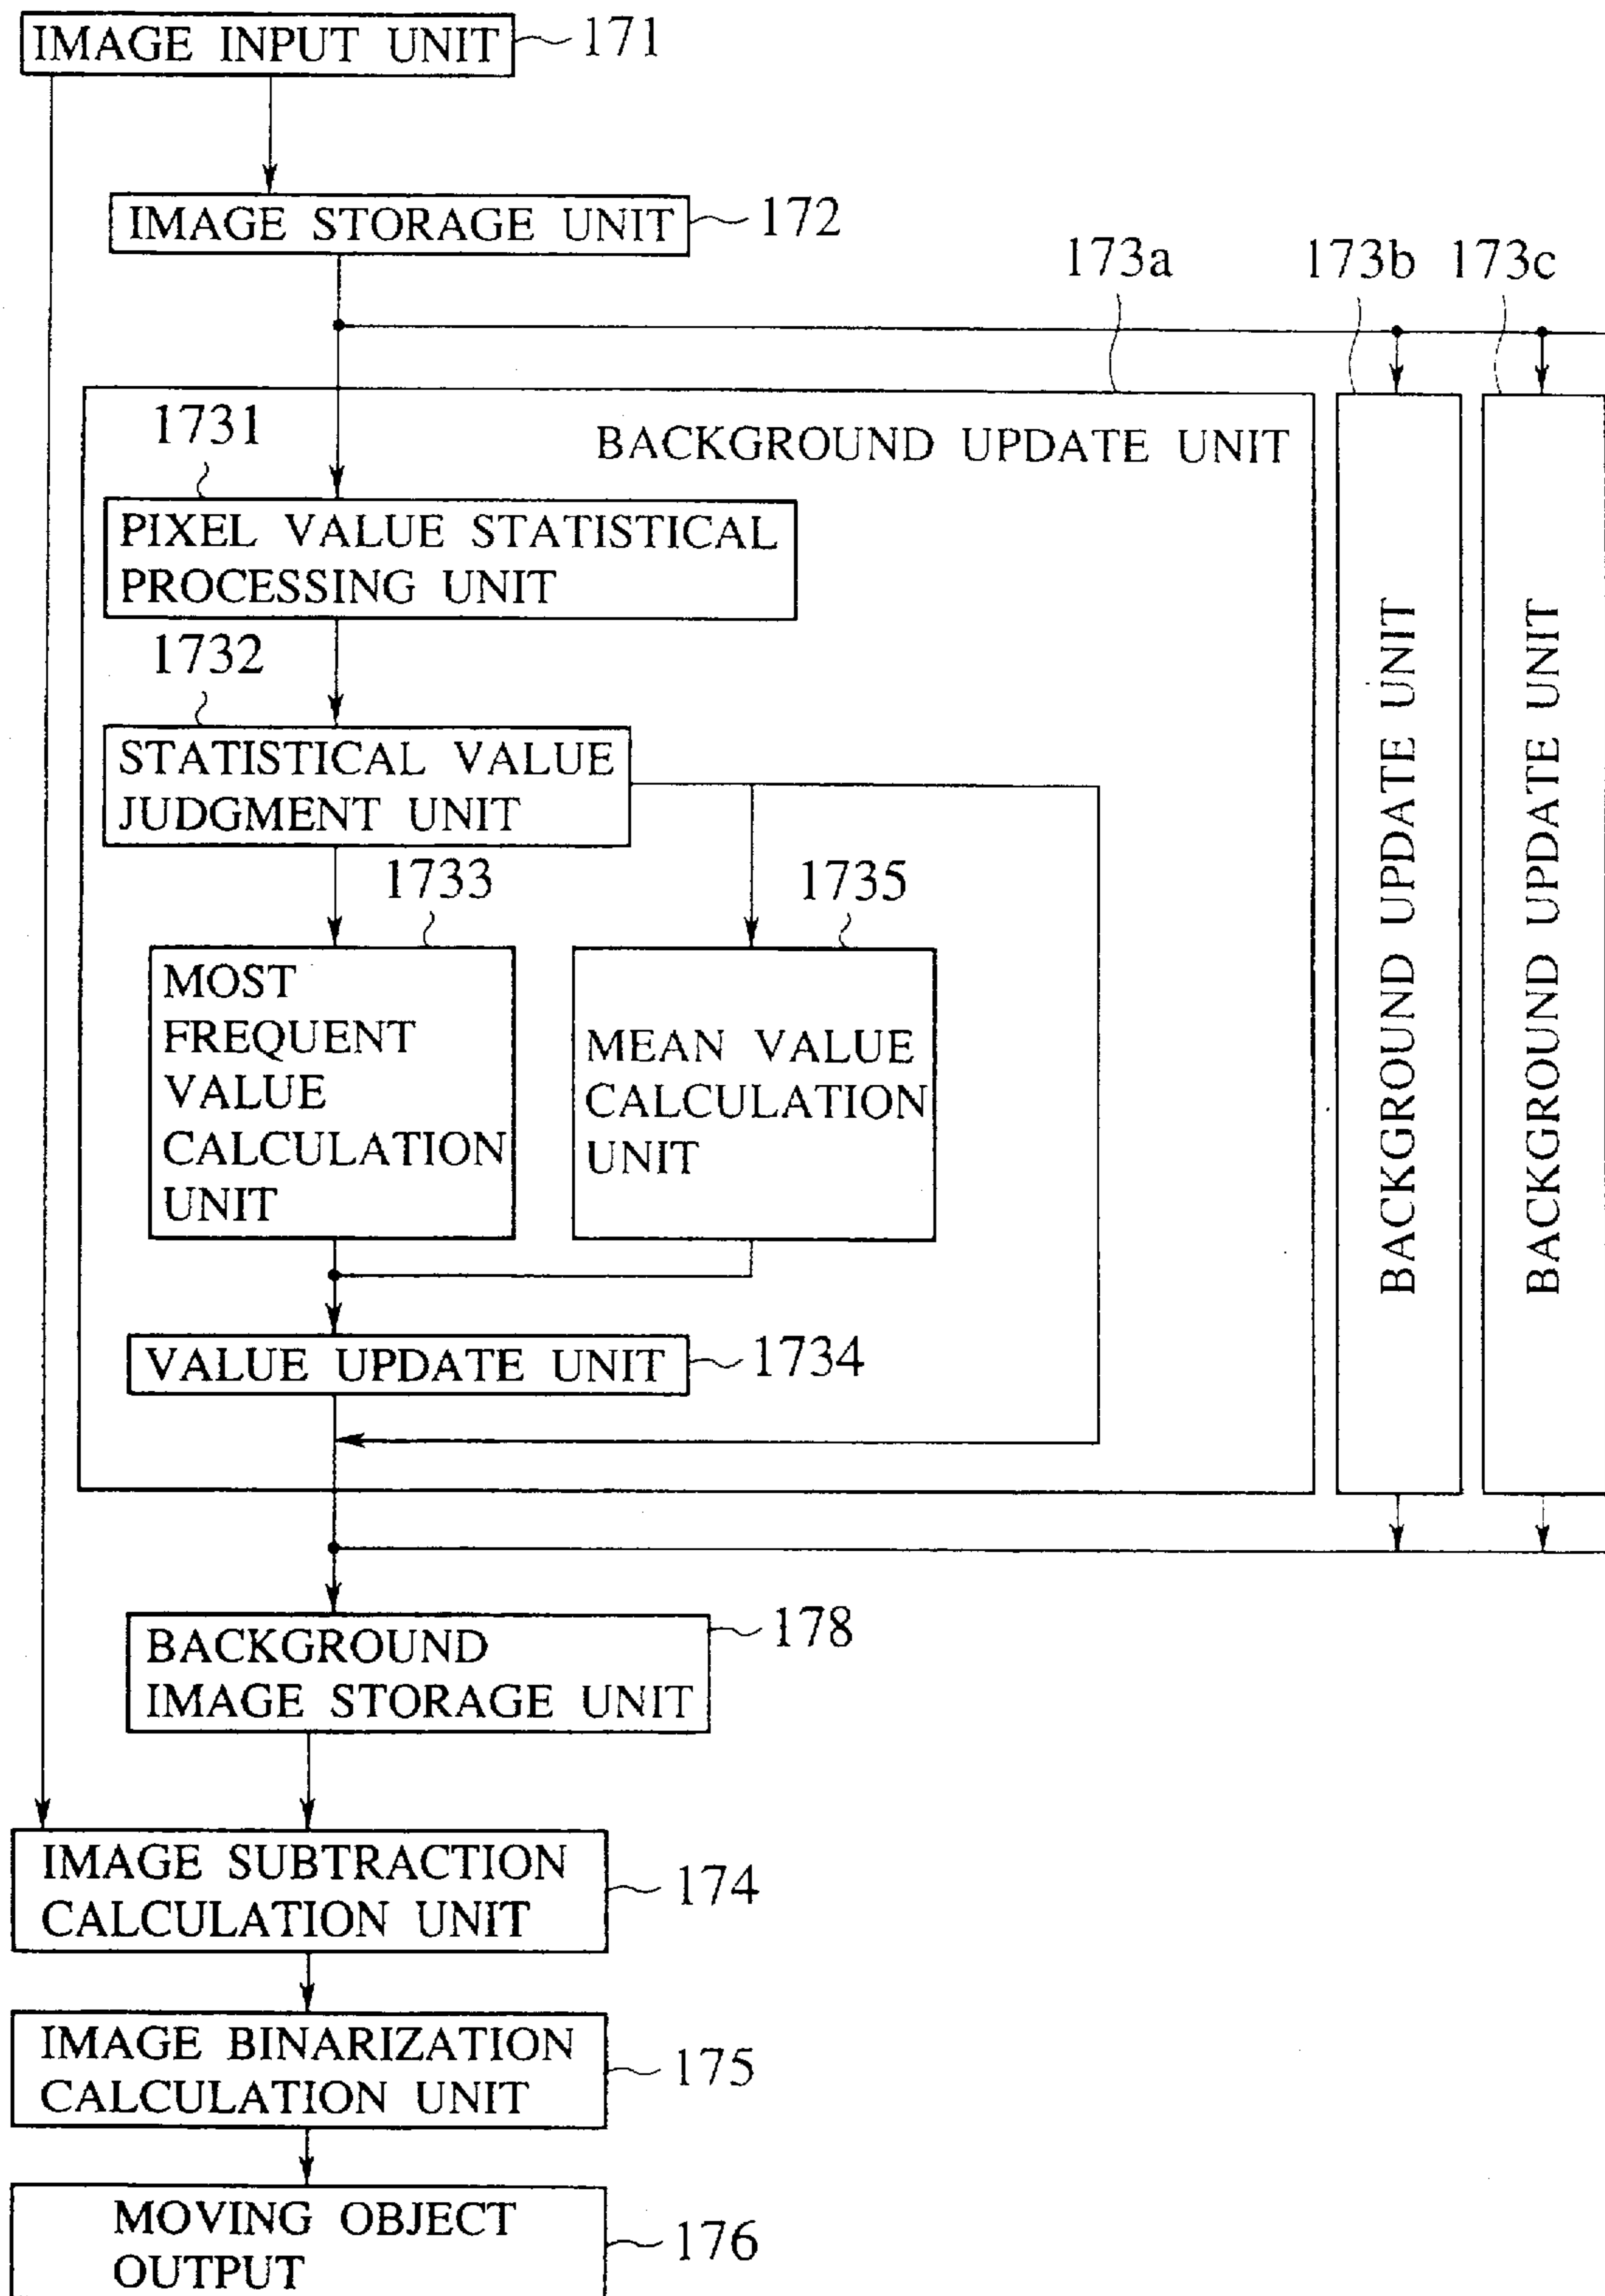 IMAGE INPUT UNIT 171
IMAGE STORAGE UNIT 172
173a 173b 173c
BACKGROUND UPDATE UNIT
1731
PIXEL VALUE STATISTICAL
PROCESSING UNIT
1732
STATISTICAL VALUE
JUDGMENT UNIT
1733
MOST
FREQUENT
VALUE
CALCULATION
UNIT
1735
MEAN VALUE
CALCULATION
UNIT
VALUE UPDATE UNIT 1734
BACKGROUND UPDATE UNIT
BACKGROUND UPDATE UNIT
178
BACKGROUND
IMAGE STORAGE UNIT
IMAGE SUBTRACTION
CALCULATION UNIT
174
IMAGE BINARIZATION
CALCULATION UNIT
175
MOVING OBJECT
OUTPUT
176